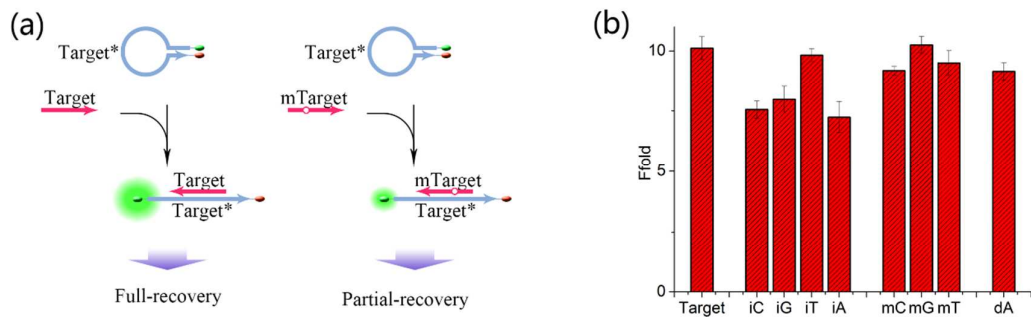 (a)
Target*
Target
Target
Target*
Full-recovery
Target*
mTarget
mTarget
Target*
Partial-recovery
(b)
Ffold
10
5
0
Target iC iG iT iA mC mG mT dA